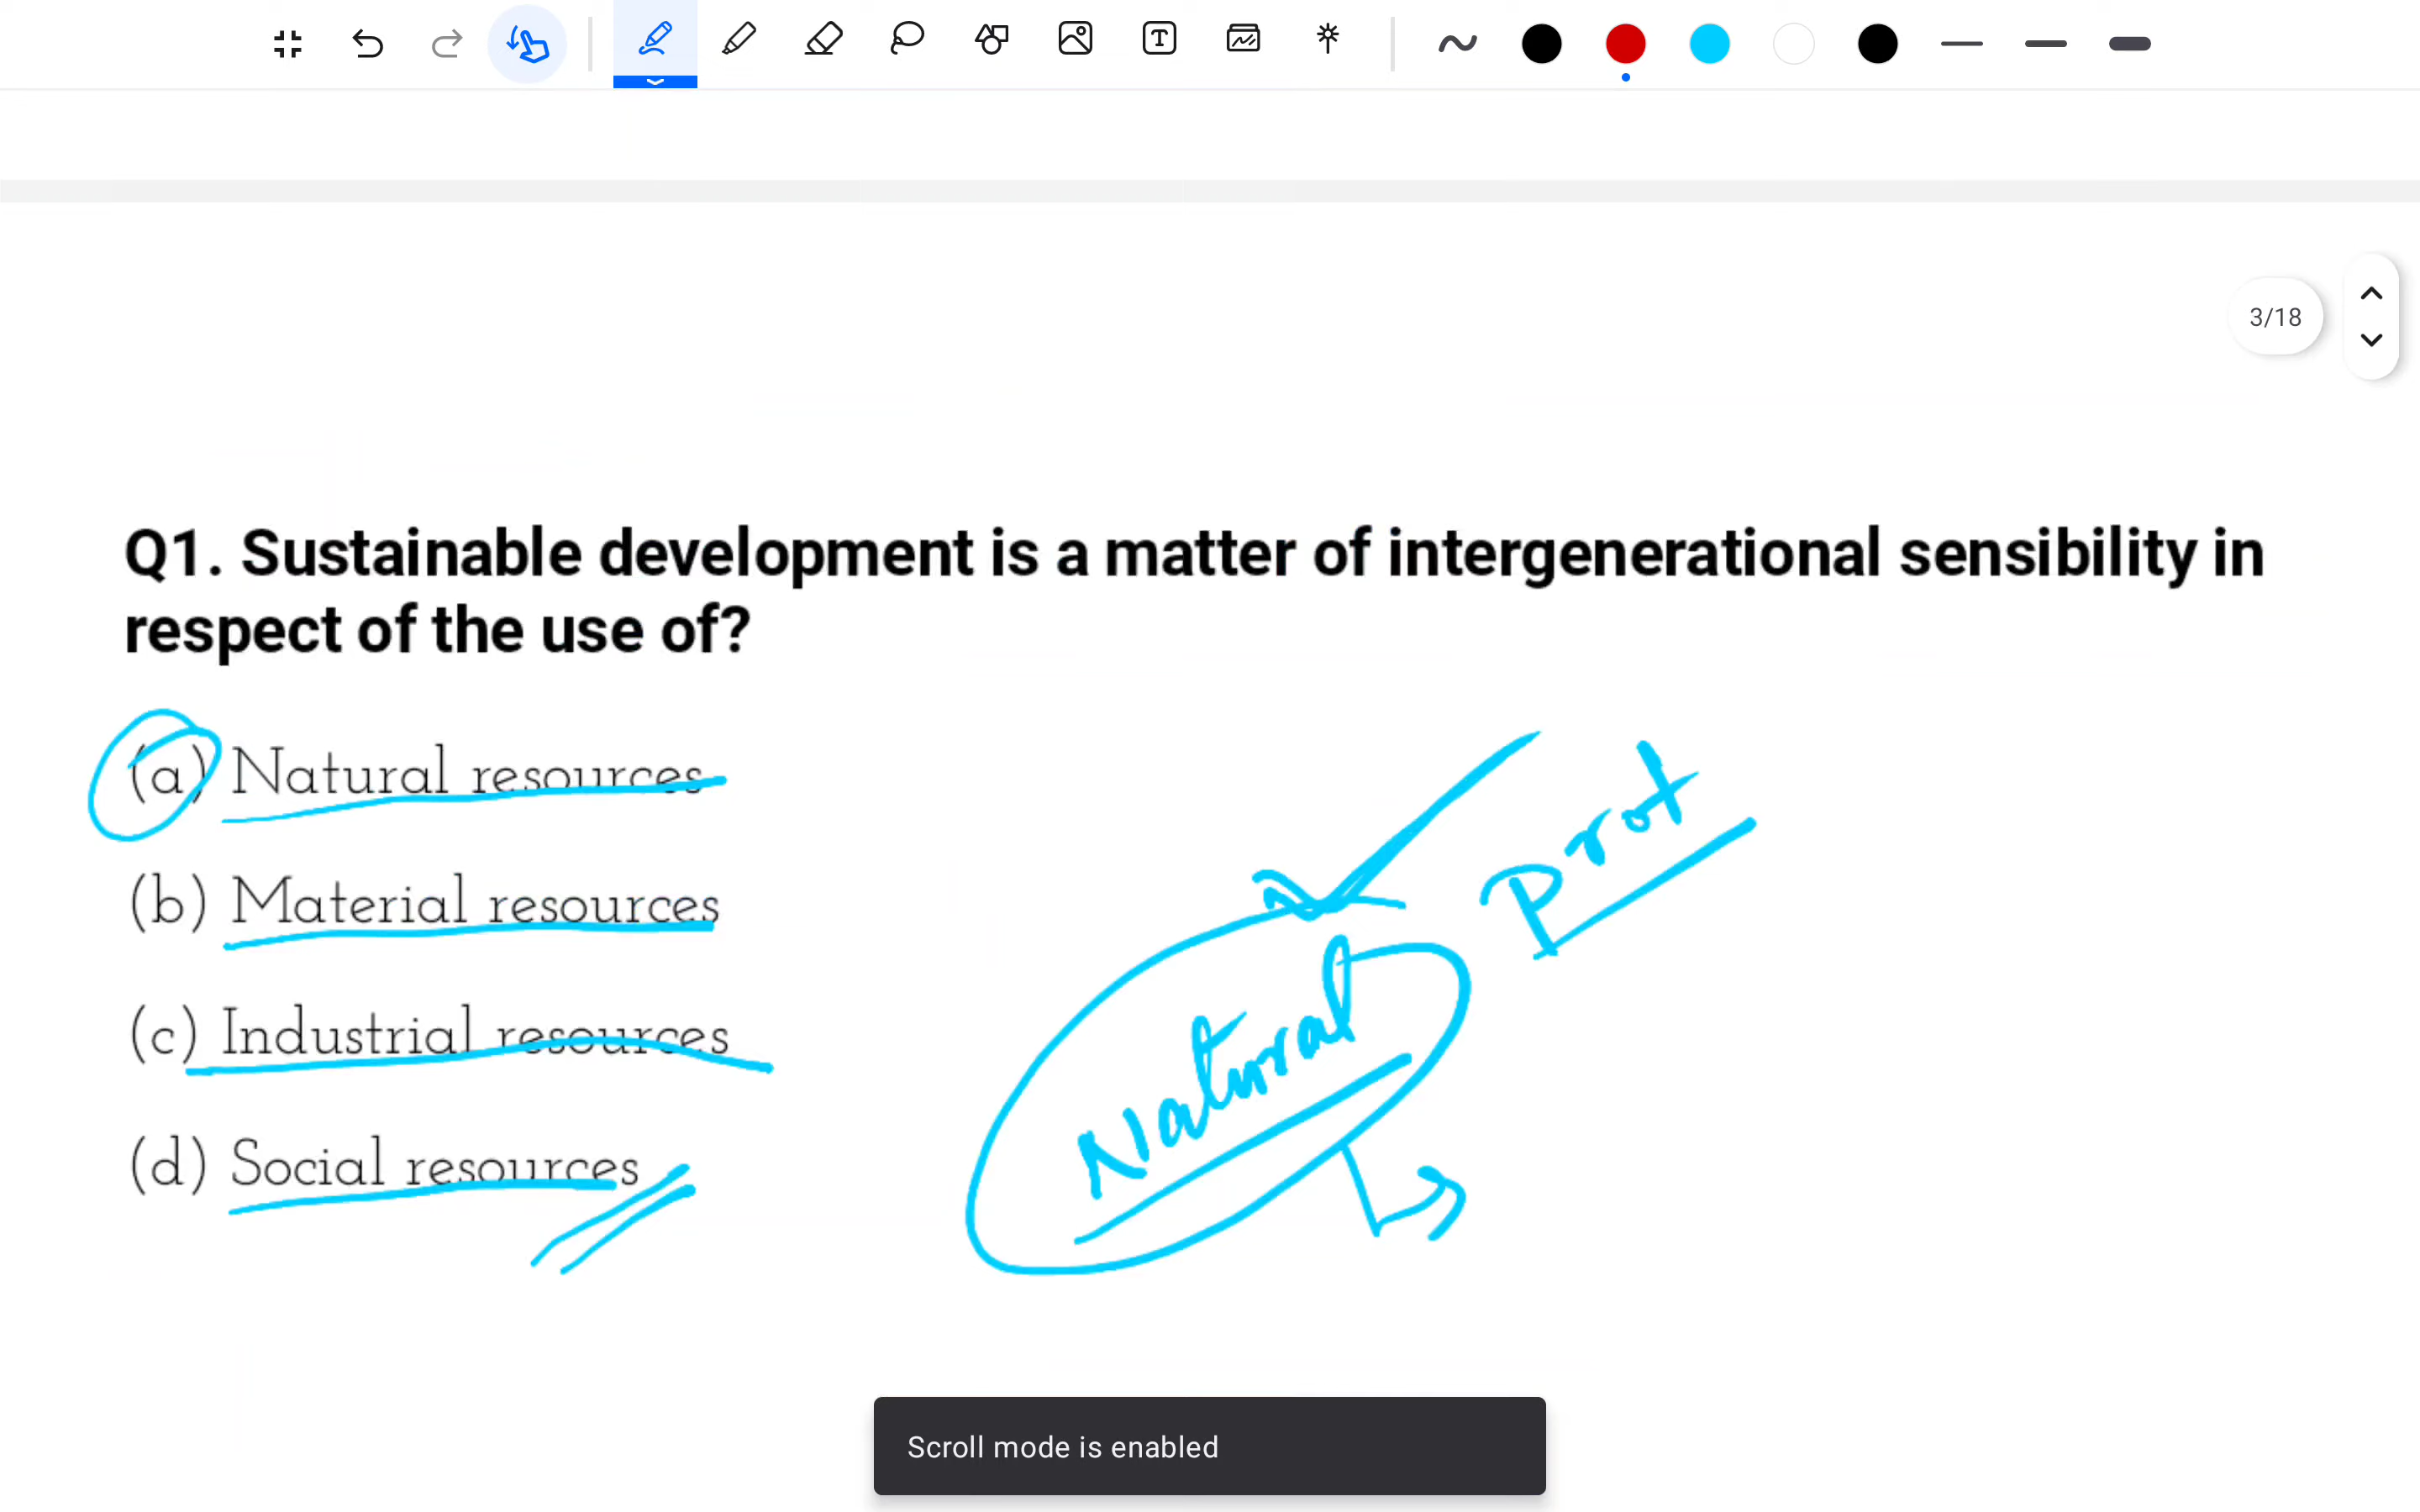 3/18
Q1. Sustainable development is a matter of intergenerational sensibility in
respect of the use of?
(a) Natural resources
(b) Material resources
(c) Industrial resources
(d) Social resources
Prot
Natural
Scroll mode is enabled